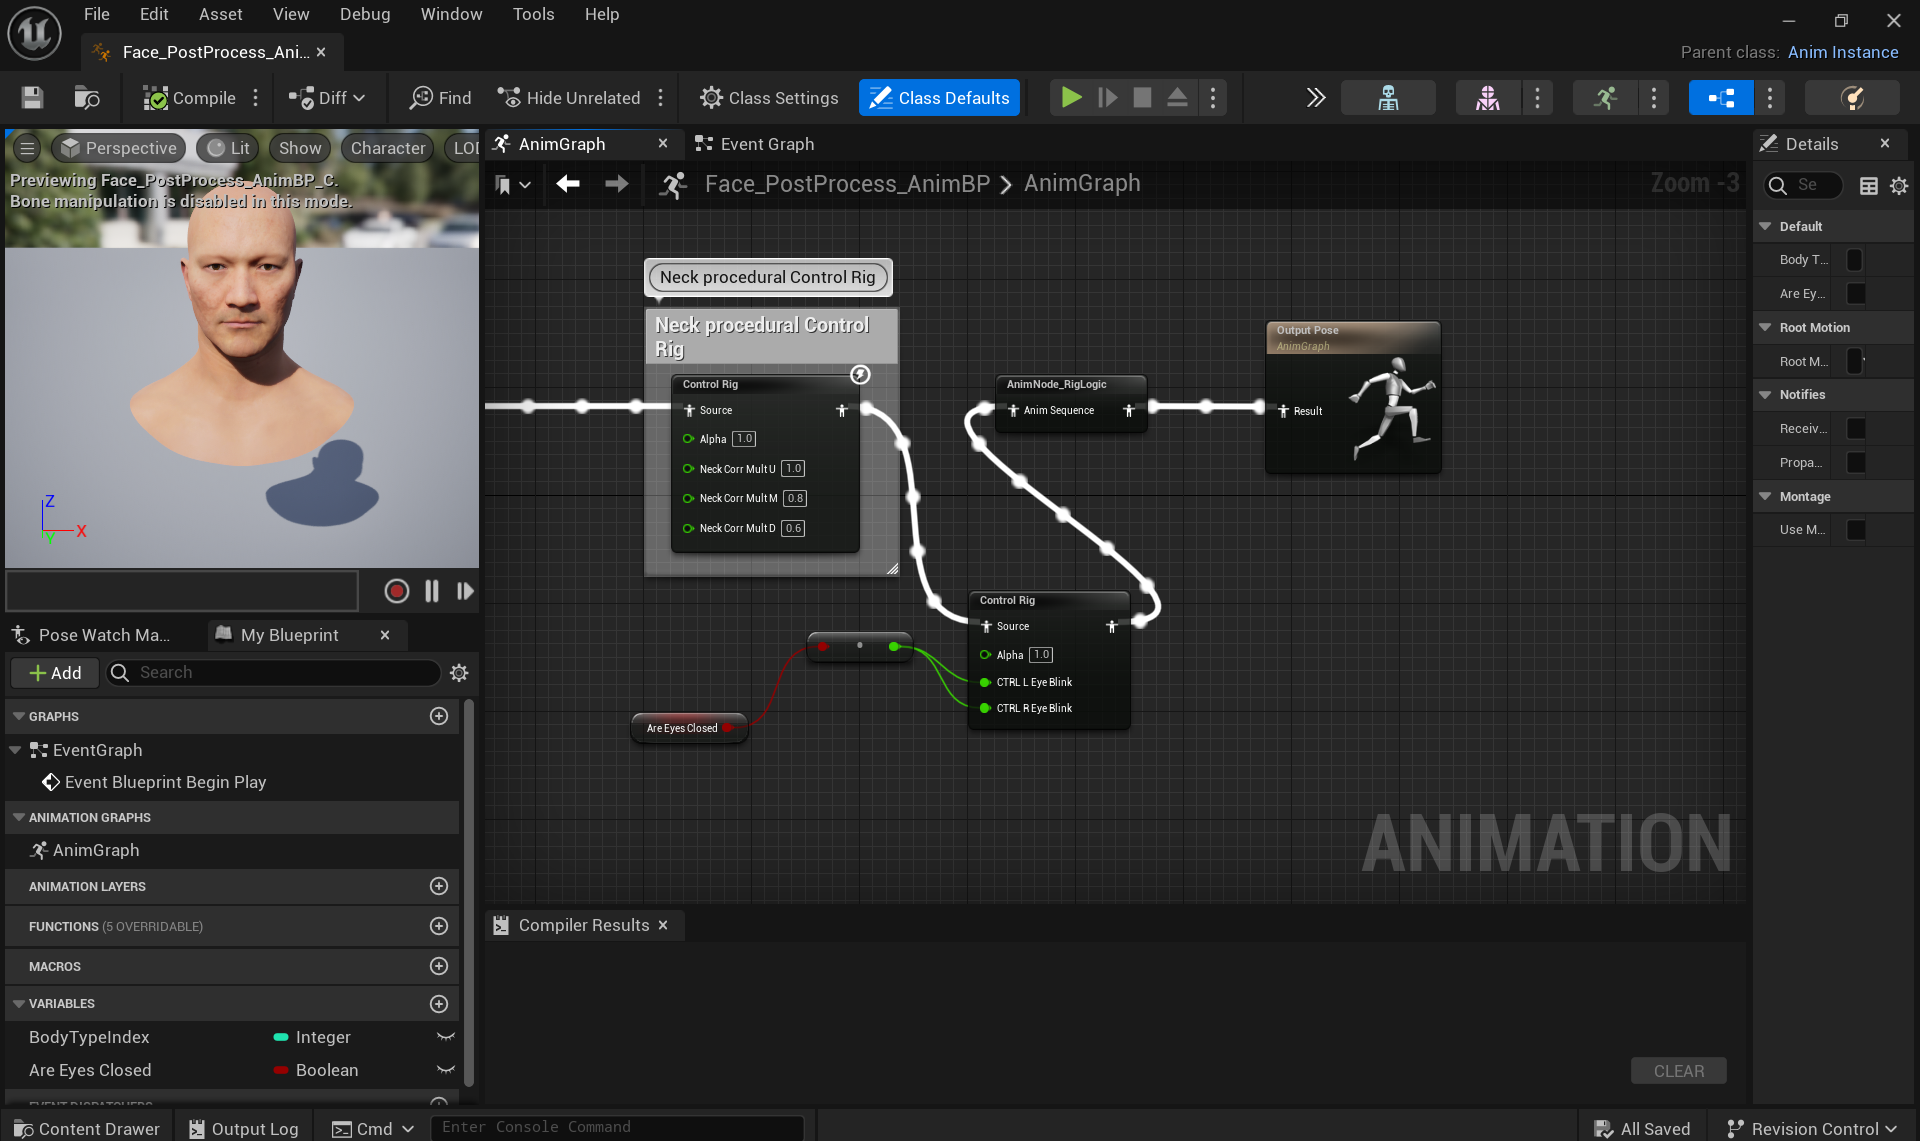 File Edit Asset View Debug Window Tools Help
Face_PostProcess_Ani...
Parent class: Anim Instance
Compile Diff Find Hide Unrelated Class Settings Class Defaults
Perspective Lit Show Character LOD
Previewing Face_PostProcess_AnimBP_C.
Bone manipulation is disabled in this mode.
Z
X
Y
AnimGraph Event Graph
Face_PostProcess_AnimBP > AnimGraph
Zoom -3
Neck procedural Control Rig
Neck procedural Control
Rig
Control Rig
Source
Alpha 1.0
Neck Corr Mult U 1.0
Neck Corr Mult M 0.8
Neck Corr Mult D 0.6
AnimNode_RigLogic
Anim Sequence
Output Pose
AnimGraph
Result
Control Rig
Source
Alpha 1.0
CTRL L Eye Blink
CTRL R Eye Blink
Are Eyes Closed
ANIMATION
Details
Se
Default
Body T...
Are Ey...
Root Motion
Root M...
Notifies
Receiv...
Propa...
Montage
Use M...
Pose Watch Ma... My Blueprint
Add Search
GRAPHS
EventGraph
Event Blueprint Begin Play
ANIMATION GRAPHS
AnimGraph
ANIMATION LAYERS
FUNCTIONS (5 OVERRIDABLE)
MACROS
VARIABLES
BodyTypeIndex Integer
Are Eyes Closed Boolean
EVENT DISPATCHERS
Compiler Results
CLEAR
Content Drawer Output Log Cmd Enter Console Command All Saved Revision Control